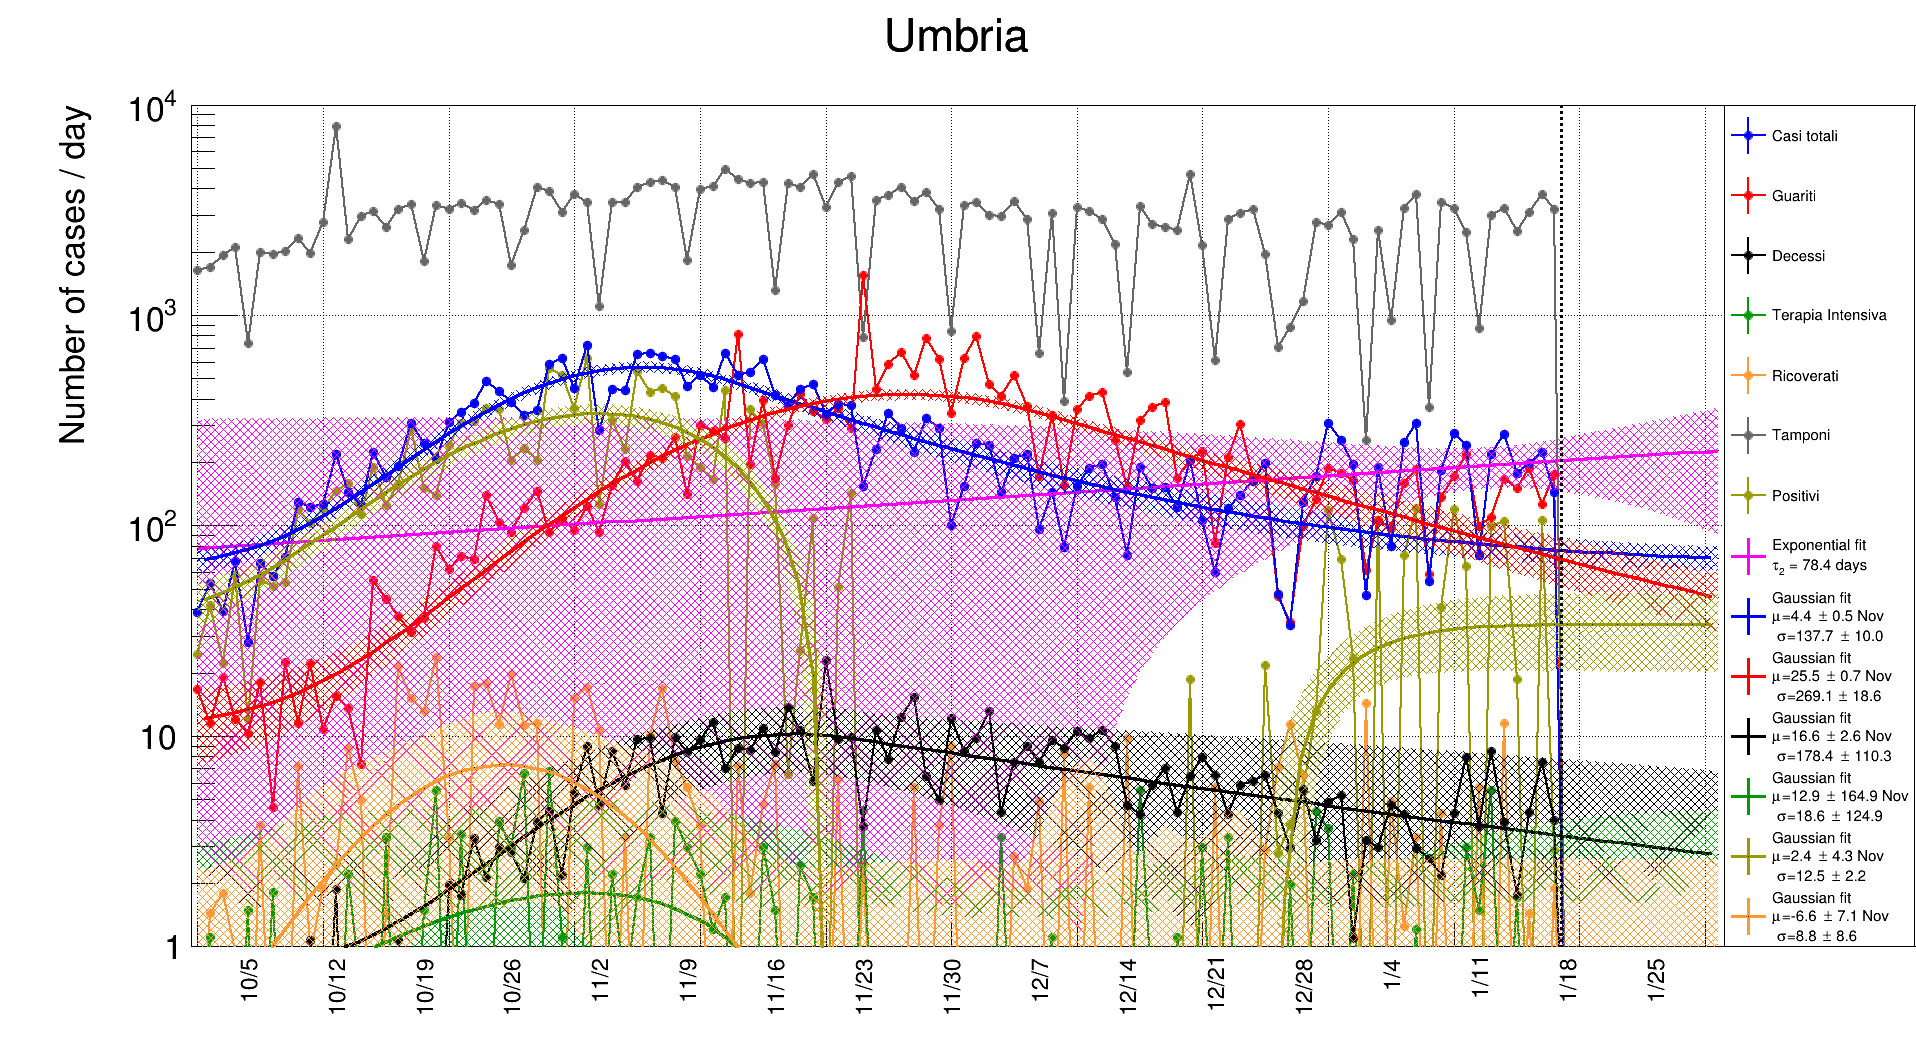 Umbria
Number of cases / day
10⁴
10³
10²
10
1
10/5
10/12
10/19
10/26
11/2
11/9
11/16
11/23
11/30
12/7
12/14
12/21
12/28
1/4
1/11
1/18
1/25
Casi totali
Guariti
Decessi
Terapia Intensiva
Ricoverati
Tamponi
Positivi
Exponential fit
τ₂ = 78.4 days
Gaussian fit
μ=4.4 ± 0.5 Nov
σ=137.7 ± 10.0
Gaussian fit
μ=25.5 ± 0.7 Nov
σ=269.1 ± 18.6
Gaussian fit
μ=16.6 ± 2.6 Nov
σ=178.4 ± 110.3
Gaussian fit
μ=12.9 ± 164.9 Nov
σ=18.6 ± 124.9
Gaussian fit
μ=2.4 ± 4.3 Nov
σ=12.5 ± 2.2
Gaussian fit
μ=-6.6 ± 7.1 Nov
σ=8.8 ± 8.6